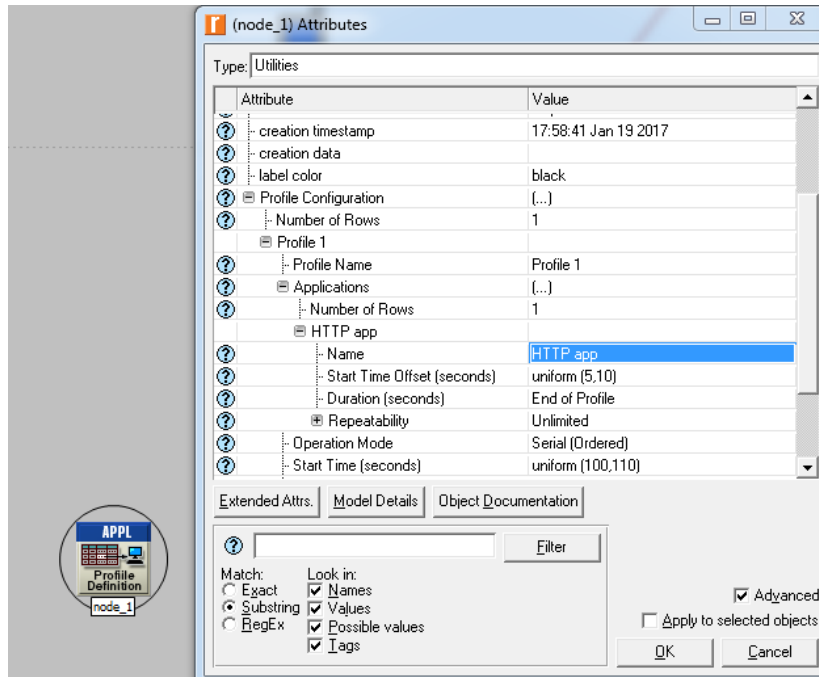 (node_1) Attributes
Type: Utilities
Attribute Value
creation timestamp 17:58:41 Jan 19 2017
creation data
label color black
Profile Configuration (...)
Number of Rows 1
Profile 1
Profile Name Profile 1
Applications (...)
Number of Rows 1
HTTP app
Name HTTP app
Start Time Offset (seconds) uniform (5,10)
Duration (seconds) End of Profile
Repeatability Unlimited
Operation Mode Serial (Ordered)
Start Time (seconds) uniform (100,110)
Extended Attrs. Model Details Object Documentation
APPL
Profile
Definition
node_1
Filter
Match: Look in:
Exact Names
Substring Values
RegEx Possible values
Tags
Advanced
Apply to selected objects
OK Cancel